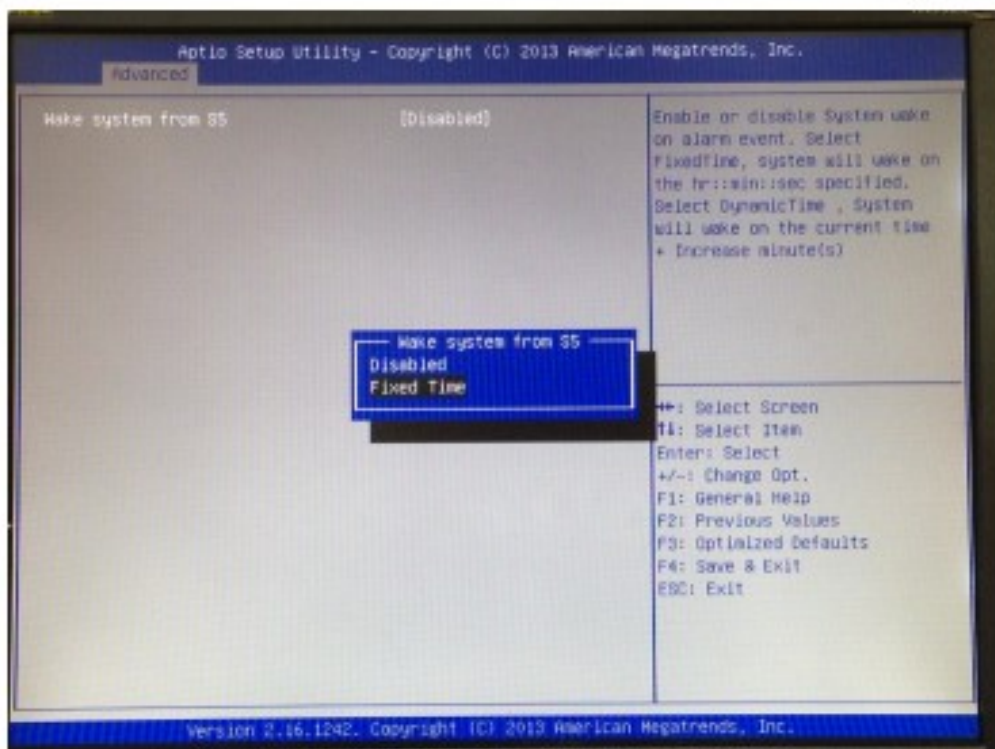 Aptio Setup Utility - Copyright (C) 2013 American Megatrends, Inc.
Advanced
Wake system from S5 [Disabled]
Enable or disable System wake
on alarm event. Select
FixedTime, system will wake on
the hr::min::sec specified.
Select DynamicTime , System
will wake on the current time
+ Increase minute(s)
Wake system from S5
Disabled
Fixed Time
→←: Select Screen
↑↓: Select Item
Enter: Select
+/-: Change Opt.
F1: General Help
F2: Previous Values
F3: Optimized Defaults
F4: Save & Exit
ESC: Exit
Version 2.16.1242. Copyright (C) 2013 American Megatrends, Inc.